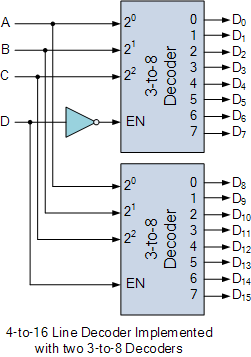 A
B
C
D
2⁰
2¹
2²
EN
3-to-8
Decoder
0 D₀
1 D₁
2 D₂
3 D₃
4 D₄
5 D₅
6 D₆
7 D₇
2⁰
2¹
2²
EN
3-to-8
Decoder
0 D₈
1 D₉
2 D₁₀
3 D₁₁
4 D₁₂
5 D₁₃
6 D₁₄
7 D₁₅
4-to-16 Line Decoder Implemented
with two 3-to-8 Decoders